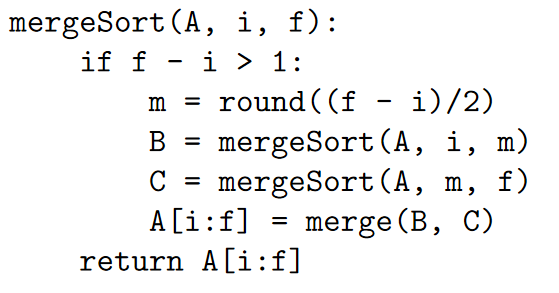 mergeSort(A, i, f):
    if f - i > 1:
        m = round((f - i)/2)
        B = mergeSort(A, i, m)
        C = mergeSort(A, m, f)
        A[i:f] = merge(B, C)
    return A[i:f]